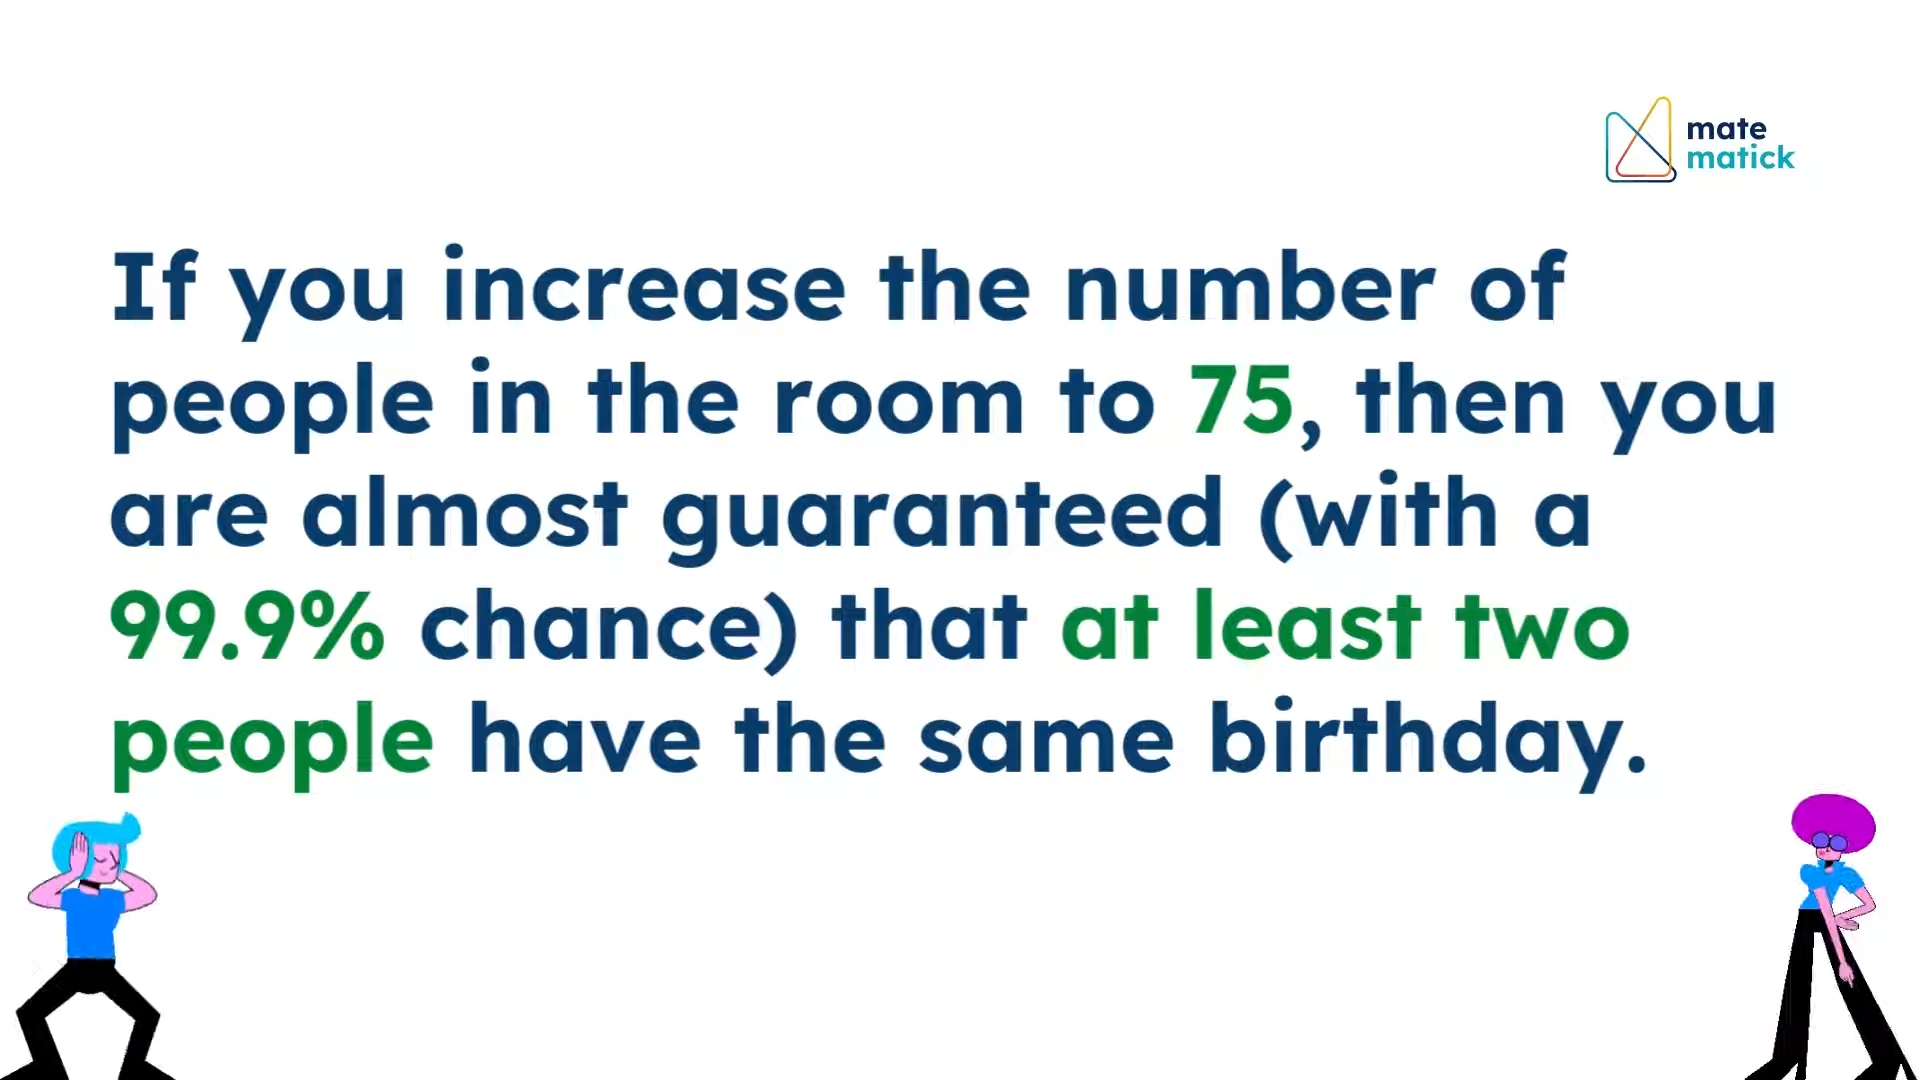 mate
matick
If you increase the number of
people in the room to 75, then you
are almost guaranteed (with a
99.9% chance) that at least two
people have the same birthday.